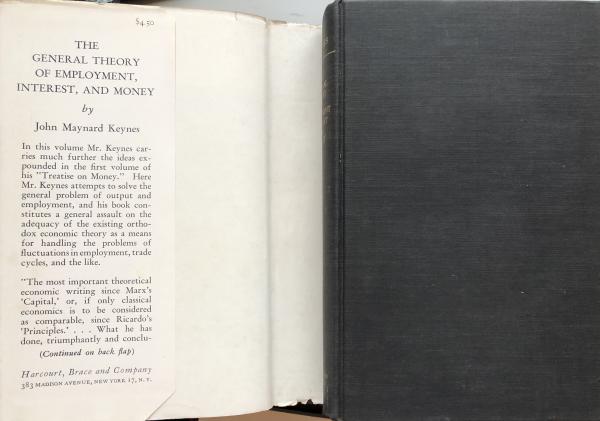 $4.50
THE
GENERAL THEORY
OF EMPLOYMENT,
INTEREST, AND MONEY
by
John Maynard Keynes
In this volume Mr. Keynes car-
ries much further the ideas ex-
pounded in the first volume of
his "Treatise on Money." Here
Mr. Keynes attempts to solve the
general problem of output and
employment, and his book con-
stitutes a general assault on the
adequacy of the existing ortho-
dox economic theory as a means
for handling the problems of
fluctuations in employment, trade
cycles, and the like.
"The most important theoretical
economic writing since Marx's
'Capital,' or, if only classical
economics is to be considered
as comparable, since Ricardo's
'Principles.' . . . What he has
done, triumphantly and conclu-
(Continued on back flap)
Harcourt, Brace and Company
383 MADISON AVENUE, NEW YORK 17, N. Y.